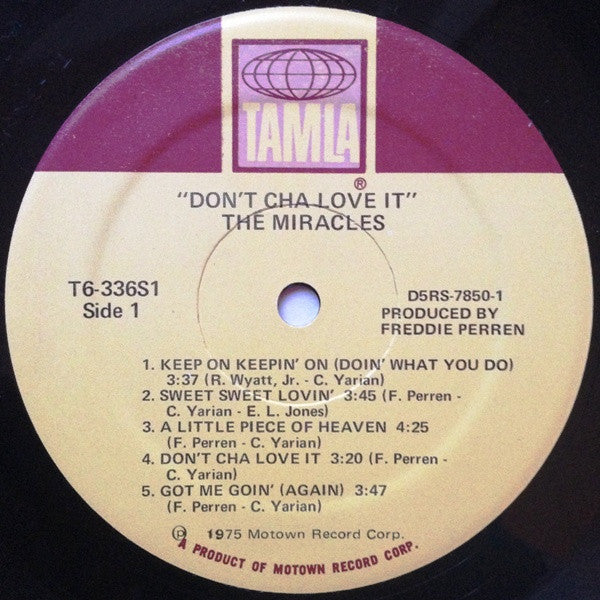 TAMLA
®
"DON'T CHA LOVE IT"
THE MIRACLES
T6-336S1
Side 1
D5RS-7850-1
PRODUCED BY
FREDDIE PERREN
1. KEEP ON KEEPIN' ON (DOIN' WHAT YOU DO)
3:37 (R. Wyatt, Jr. - C. Yarian)
2. SWEET SWEET LOVIN' 3:45 (F. Perren -
C. Yarian - E. L. Jones)
3. A LITTLE PIECE OF HEAVEN 4:25
(F. Perren - C. Yarian)
4. DON'T CHA LOVE IT 3:20 (F. Perren -
C. Yarian)
5. GOT ME GOIN' (AGAIN) 3:47
(F. Perren - C. Yarian)
℗ 1975 Motown Record Corp.
A PRODUCT OF MOTOWN RECORD CORP.